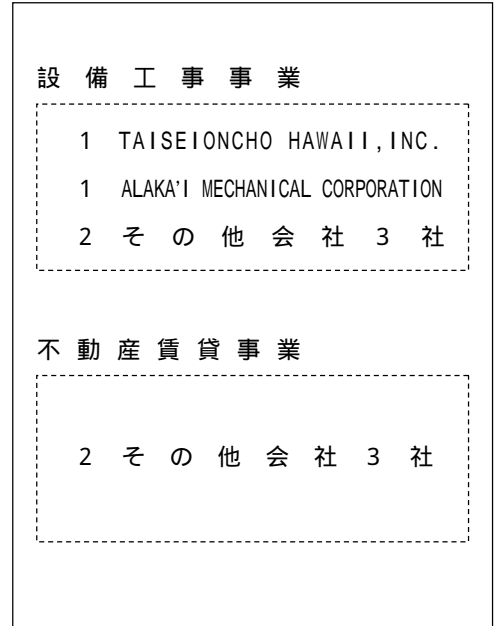 設備工事事業
1 TAISEIONCHO HAWAII,INC.
1 ALAKA'I MECHANICAL CORPORATION
2 その他会社3社
不動産賃貸事業
2 その他会社3社